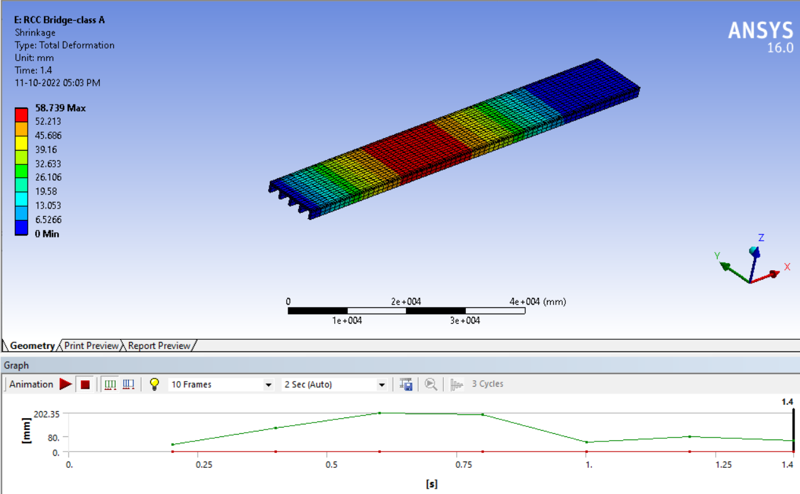 E: RCC Bridge-class A
Shrinkage
Type: Total Deformation
Unit: mm
Time: 1.4
11-10-2022 05:03 PM
58.739 Max
52.213
45.686
39.16
32.633
26.106
19.58
13.053
6.5266
0 Min
ANSYS
16.0
Z
Y
X
0
2e+004
4e+004 (mm)
1e+004
3e+004
Geometry
Print Preview
Report Preview
Graph
Animation
10 Frames
2 Sec (Auto)
3 Cycles
1.4
202.35
80.
0.
[mm]
0.
0.25
0.5
0.75
1.
1.25
1.4
[s]